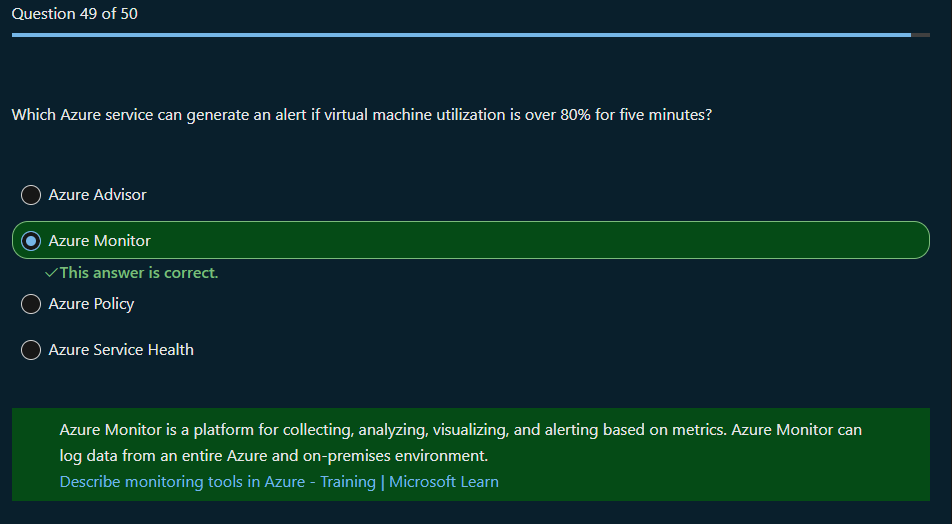 Question 49 of 50
Which Azure service can generate an alert if virtual machine utilization is over 80% for five minutes?
Azure Advisor
Azure Monitor
This answer is correct.
Azure Policy
Azure Service Health
Azure Monitor is a platform for collecting, analyzing, visualizing, and alerting based on metrics. Azure Monitor can
log data from an entire Azure and on-premises environment.
Describe monitoring tools in Azure - Training | Microsoft Learn